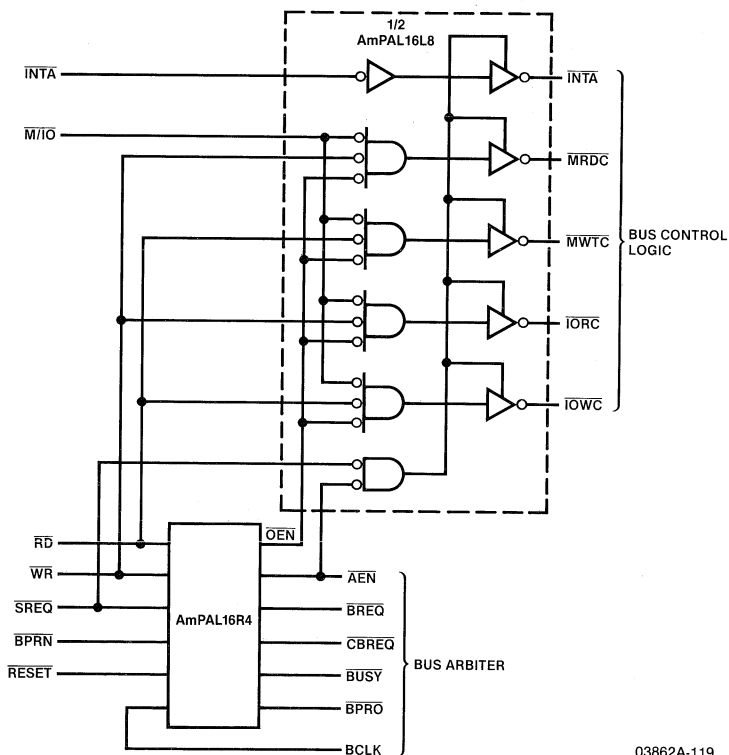 1/2
AmPAL16L8
INTA
INTA
M/IO
MRDC
MWTC
BUS CONTROL
LOGIC
IORC
IOWC
OEN
RD
WR
AEN
SREQ
BREQ
AmPAL16R4
BPRN
CBREQ
BUS ARBITER
RESET
BUSY
BPRO
BCLK
03862A-119